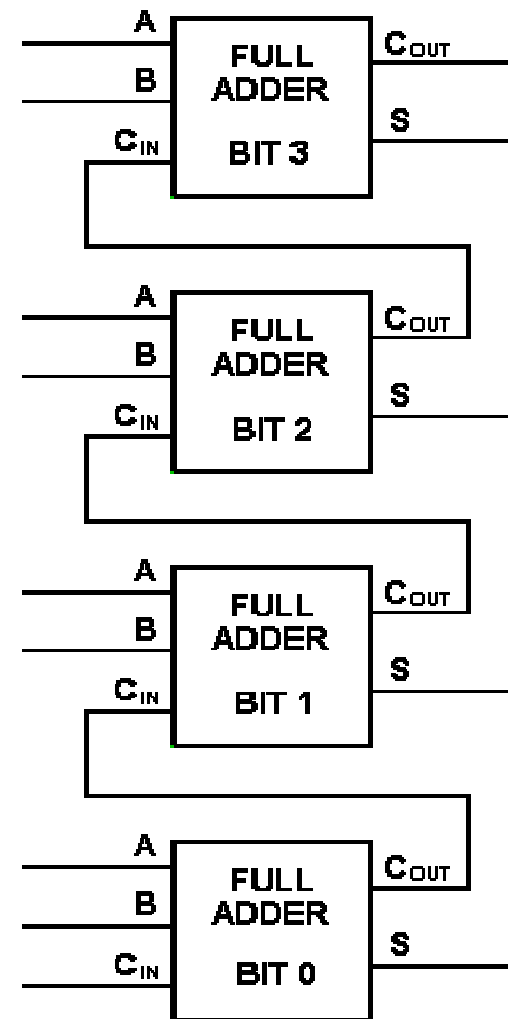 A
B
CIN
FULL
ADDER
BIT 3
COUT
S
A
B
CIN
FULL
ADDER
BIT 2
COUT
S
A
B
CIN
FULL
ADDER
BIT 1
COUT
S
A
B
CIN
FULL
ADDER
BIT 0
COUT
S